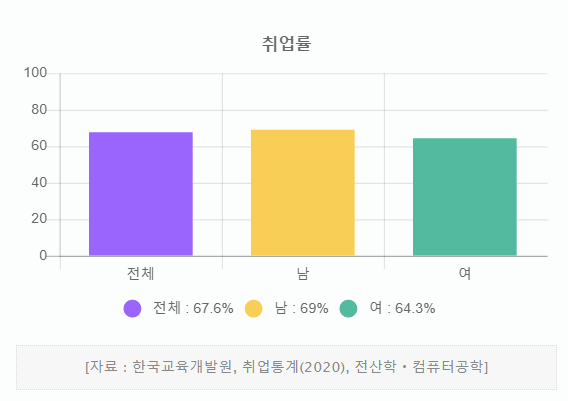 취업률
100
80
60
40
20
0
전체 남 여
전체 : 67.6% 남 : 69% 여 : 64.3%
[자료 : 한국교육개발원, 취업통계(2020), 전산학・컴퓨터공학]